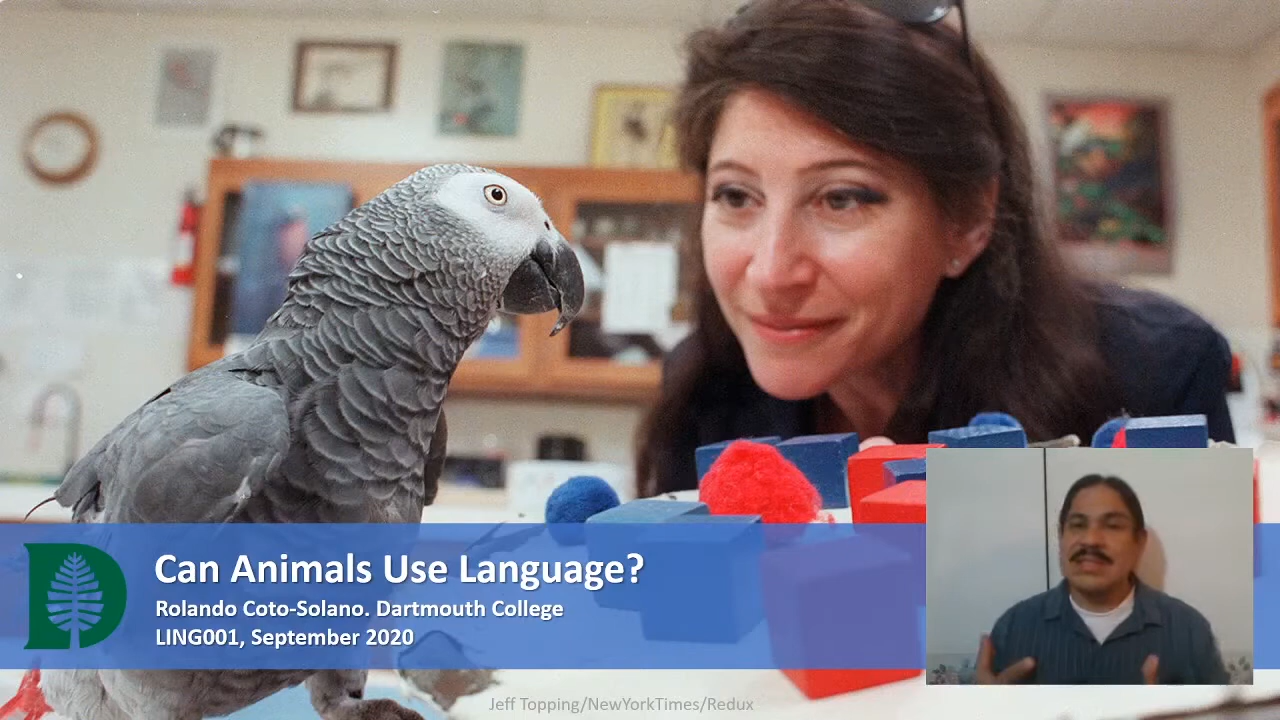 Can Animals Use Language?
Rolando Coto-Solano. Dartmouth College
LING001, September 2020
Jeff Topping/NewYorkTimes/Redux